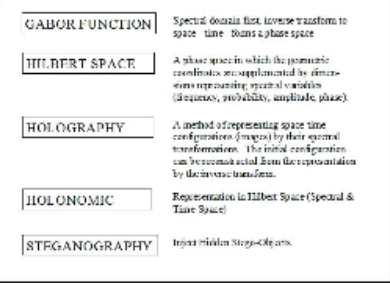 GABOR FUNCTION
Spectral domain first, inverse transform to
space time forms a phase space
HILBERT SPACE
A phase space in which the geometric
coordinates are supplemented by dimen-
sions representing spectral variables
(frequency, probability, amplitude, phase).
HOLOGRAPHY
A method of representing space time
configurations (images) by their spectral
transformations. The initial configuration
can be reconstructed from the representation
by the inverse transform.
HOLONOMIC
Representation in Hilbert Space (Spectral &
Time Space)
STEGANOGRAPHY
Inject Hidden Stego-Objects